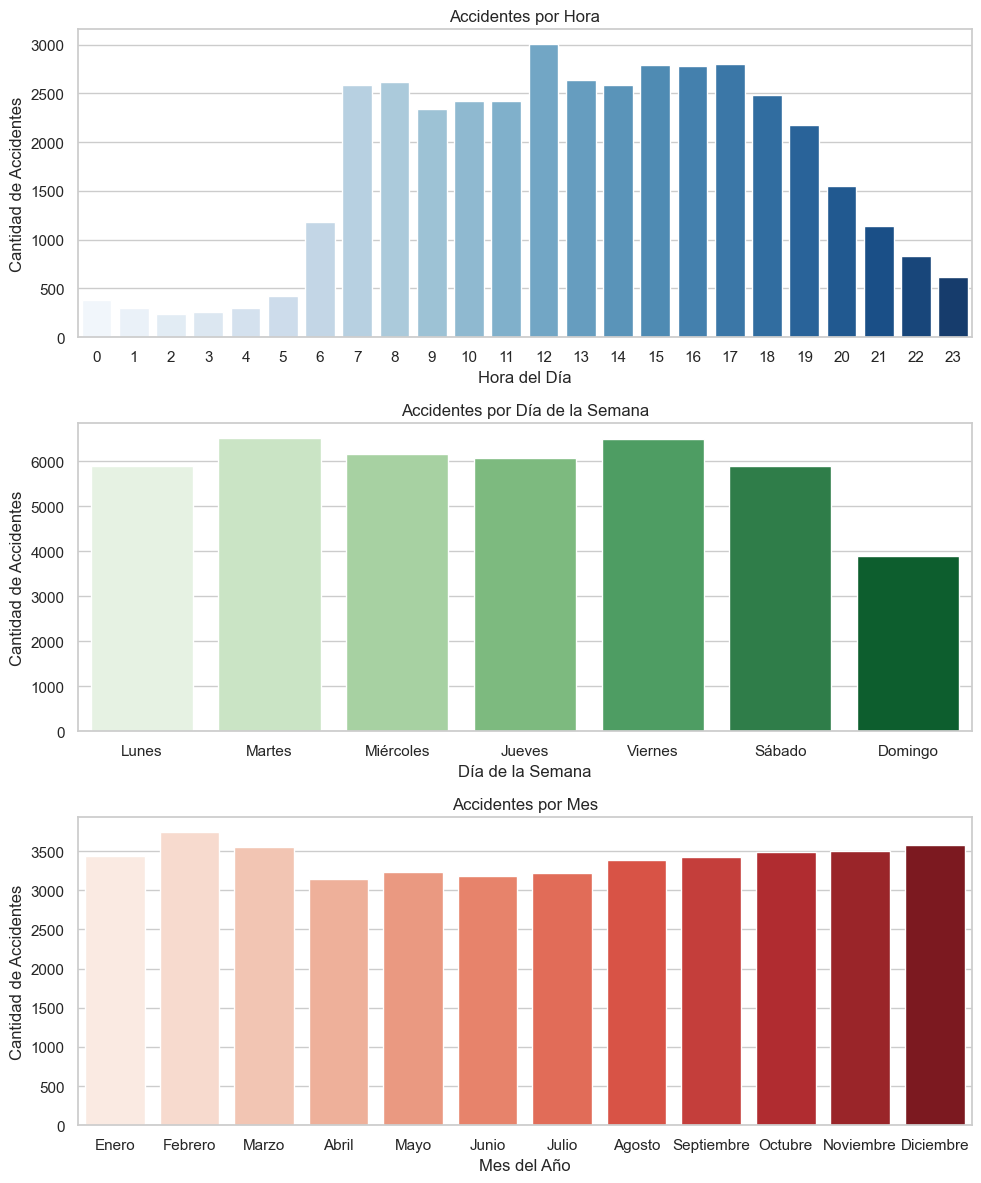 Accidentes por Hora
Cantidad de Accidentes
3000
2500
2000
1500
1000
500
0
0 1 2 3 4 5 6 7 8 9 10 11 12 13 14 15 16 17 18 19 20 21 22 23
Hora del Día
Accidentes por Día de la Semana
Cantidad de Accidentes
6000
5000
4000
3000
2000
1000
0
Lunes Martes Miércoles Jueves Viernes Sábado Domingo
Día de la Semana
Accidentes por Mes
Cantidad de Accidentes
3500
3000
2500
2000
1500
1000
500
0
Enero Febrero Marzo Abril Mayo Junio Julio Agosto Septiembre Octubre Noviembre Diciembre
Mes del Año